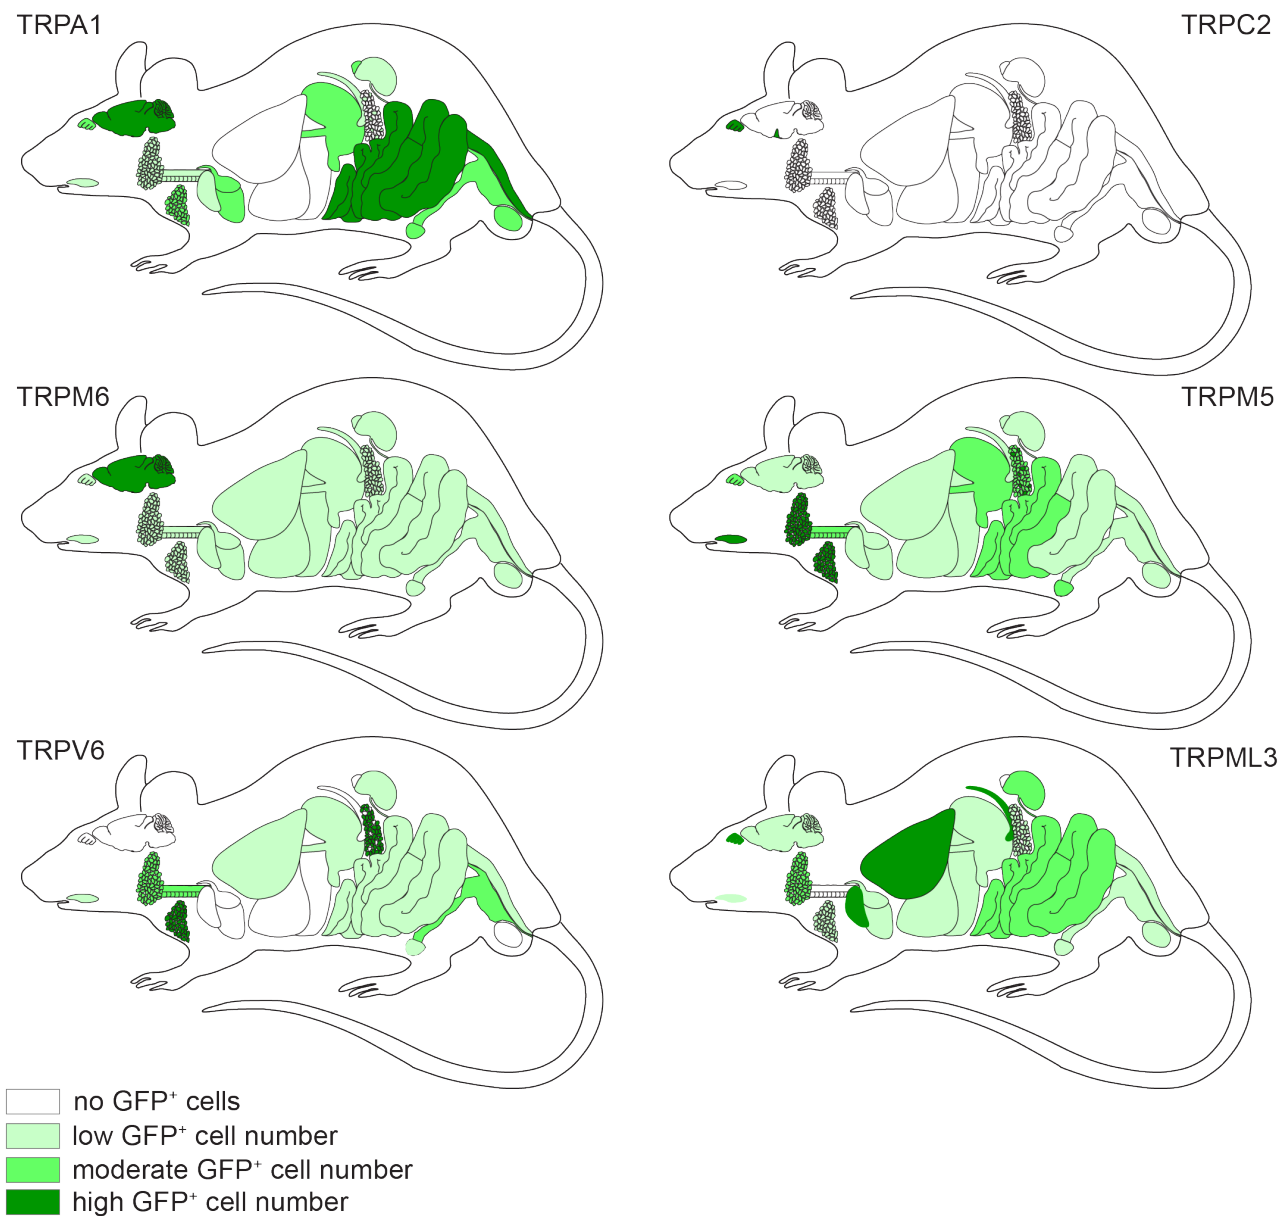 TRPA1
TRPC2
TRPM6
TRPM5
TRPV6
TRPML3
no GFP⁺ cells
low GFP⁺ cell number
moderate GFP⁺ cell number
high GFP⁺ cell number